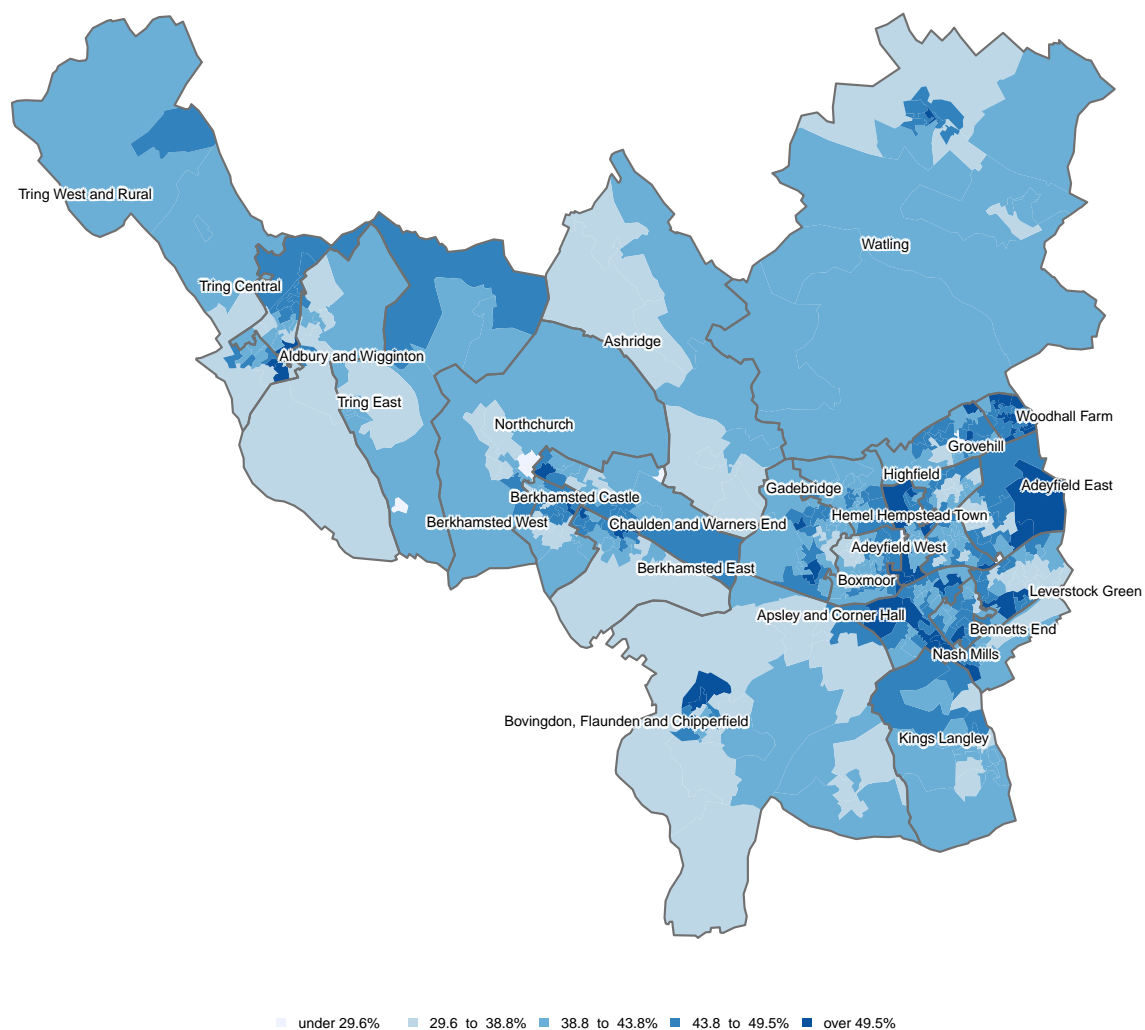 Tring West and Rural
Watling
Tring Central
Ashridge
Aldbury and Wigginton
Tring East
Woodhall Farm
Northchurch
Grovehill
Highfield
Adeyfield East
Gadebridge
Berkhamsted Castle
Hemel Hempstead Town
Berkhamsted West
Chaulden and Warners End
Adeyfield West
Berkhamsted East
Boxmoor
Leverstock Green
Apsley and Corner Hall
Bennetts End
Nash Mills
Bovingdon, Flaunden and Chipperfield
Kings Langley
under 29.6%
29.6 to 38.8%
38.8 to 43.8%
43.8 to 49.5%
over 49.5%